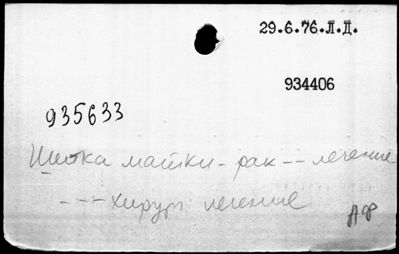 29.6.76.Л.Д.
934406
935633
Шейка матки - рак -- лечение -
- - - хирург. лечение